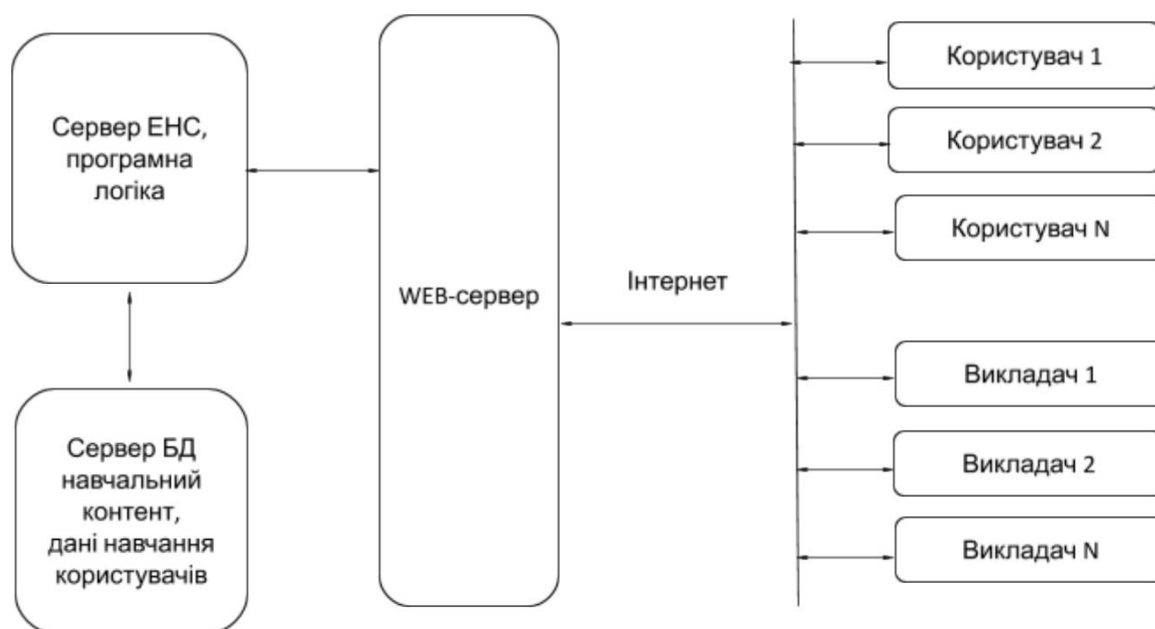 Сервер ЕНС,
програмна
логіка
Сервер БД
навчальний
контент,
дані навчання
користувачів
WEB-сервер
Інтернет
Користувач 1
Користувач 2
Користувач N
Викладач 1
Викладач 2
Викладач N